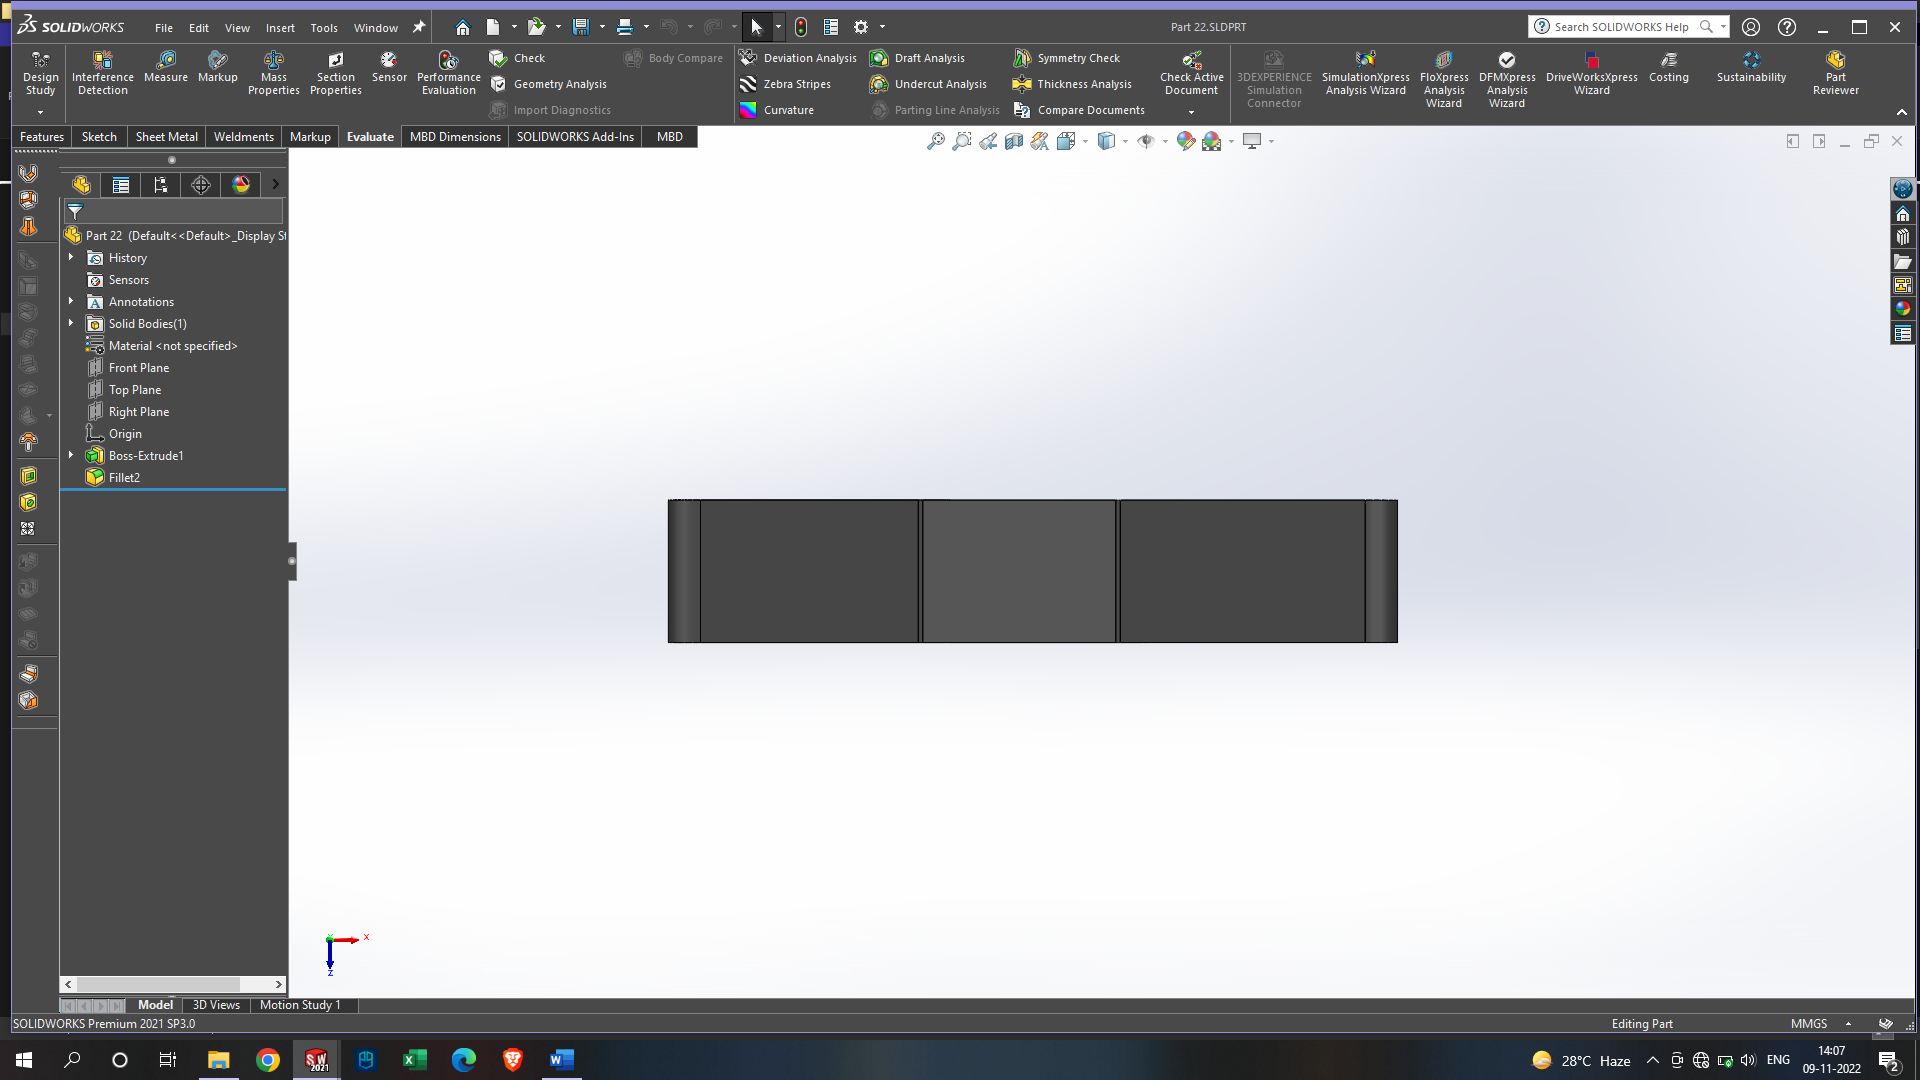 SOLIDWORKS File Edit View Insert Tools Window Part 22.SLDPRT Search SOLIDWORKS Help
Design Study
Interference Detection
Measure
Markup
Mass Properties
Section Properties
Sensor
Performance Evaluation
Check
Geometry Analysis
Import Diagnostics
Body Compare
Deviation Analysis
Zebra Stripes
Curvature
Draft Analysis
Undercut Analysis
Parting Line Analysis
Symmetry Check
Thickness Analysis
Compare Documents
Check Active Document
3DEXPERIENCE Simulation Connector
SimulationXpress Analysis Wizard
FloXpress Analysis Wizard
DFMXpress Analysis Wizard
DriveWorksXpress Wizard
Costing
Sustainability
Part Reviewer
Features Sketch Sheet Metal Weldments Markup Evaluate MBD Dimensions SOLIDWORKS Add-Ins MBD
Part 22 (Default<<Default>_Display St
History
Sensors
Annotations
Solid Bodies(1)
Material <not specified>
Front Plane
Top Plane
Right Plane
Origin
Boss-Extrude1
Fillet2
Y
X
Z
Model 3D Views Motion Study 1
SOLIDWORKS Premium 2021 SP3.0 Editing Part MMGS
SW 2021
28°C Haze ENG 14:07
09-11-2022 2